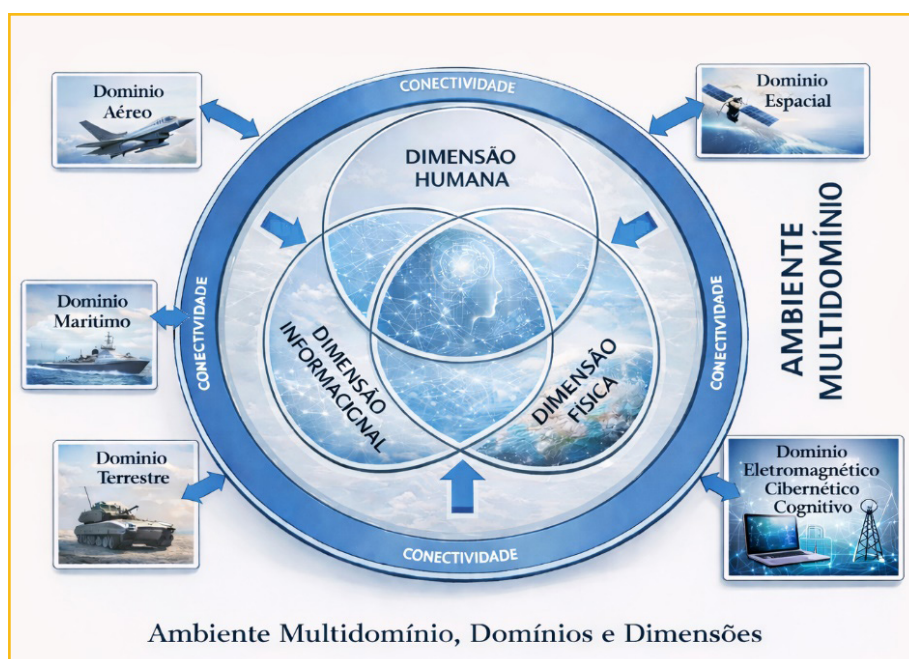 CONECTIVIDADE
Dominio
Aéreo
Dominio
Espacial
DIMENSÃO
HUMANA
AMBIENTE
MULTIDOMÍNIO
Dominio
Maritimo
CONECTIVIDADE
CONECTIVIDADE
DIMENSÃO
INFORMACIGNAL
DIMENSÃO
FÍSICA
Dominio
Terrestre
Dominio
Eletromagnético
Cibernético
Cognitivo
CONECTIVIDADE
Ambiente Multidomínio, Domínios e Dimensões